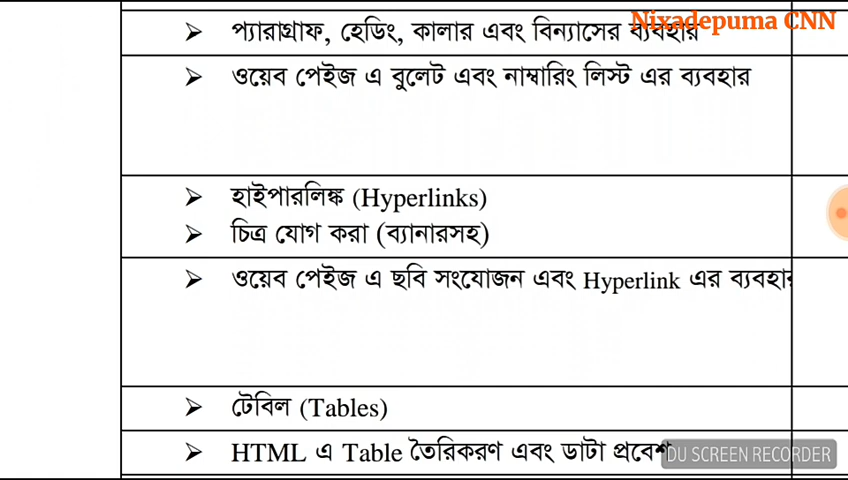 Nixadepuma CNN
➤ প্যারাগ্রাফ, হেডিং, কালার এবং বিন্যাসের ব্যবহার
➤ ওয়েব পেইজ এ বুলেট এবং নাম্বারিং লিস্ট এর ব্যবহার
➤ হাইপারলিঙ্ক (Hyperlinks)
➤ চিত্র যোগ করা (ব্যানারসহ)
➤ ওয়েব পেইজ এ ছবি সংযোজন এবং Hyperlink এর ব্যবহার
➤ টেবিল (Tables)
➤ HTML এ Table তৈরিকরণ এবং ডাটা প্রবেশ
DU SCREEN RECORDER